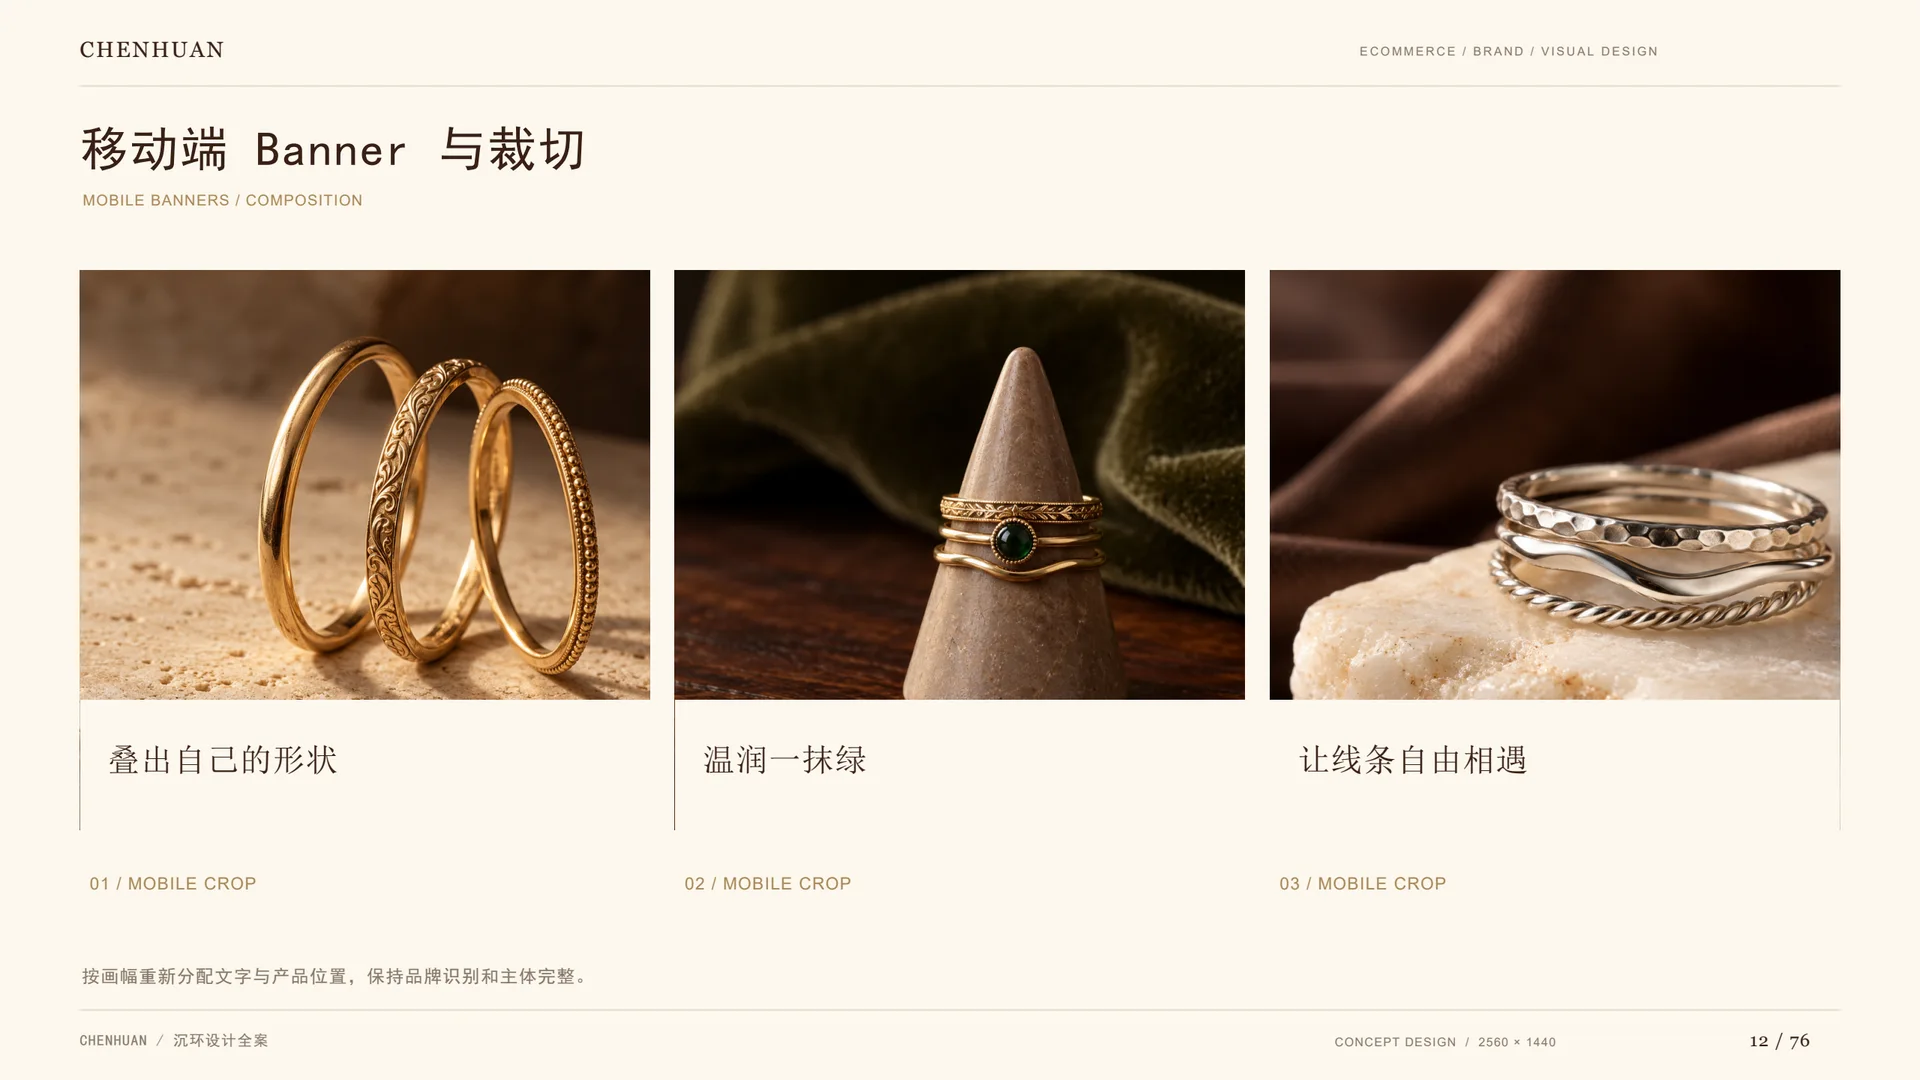 CHENHUAN
ECOMMERCE / BRAND / VISUAL DESIGN
移动端 Banner 与裁切
MOBILE BANNERS / COMPOSITION
叠出自己的形状
温润一抹绿
让线条自由相遇
01 / MOBILE CROP
02 / MOBILE CROP
03 / MOBILE CROP
按画幅重新分配文字与产品位置，保持品牌识别和主体完整。
CHENHUAN / 沉环设计全案
CONCEPT DESIGN / 2560 × 1440
12 / 76